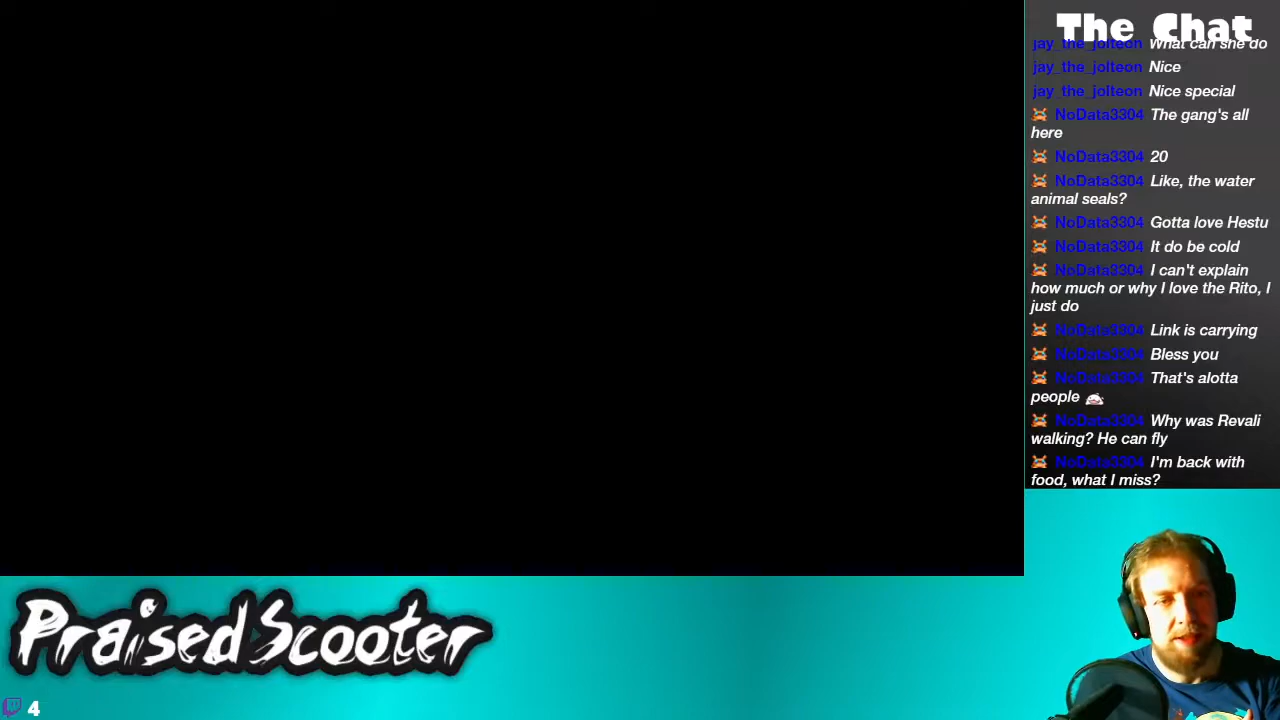 The Chat
jay_the_jolteon What can she do
jay_the_jolteon Nice
jay_the_jolteon Nice special
NoData3304 The gang's all
here
NoData3304 20
NoData3304 Like, the water
animal seals?
NoData3304 Gotta love Hestu
NoData3304 It do be cold
NoData3304 I can't explain
how much or why I love the Rito, I
just do
NoData3304 Link is carrying
NoData3304 Bless you
NoData3304 That's alotta
people
NoData3304 Why was Revali
walking? He can fly
NoData3304 I'm back with
food, what I miss?
PraisedScooter
4